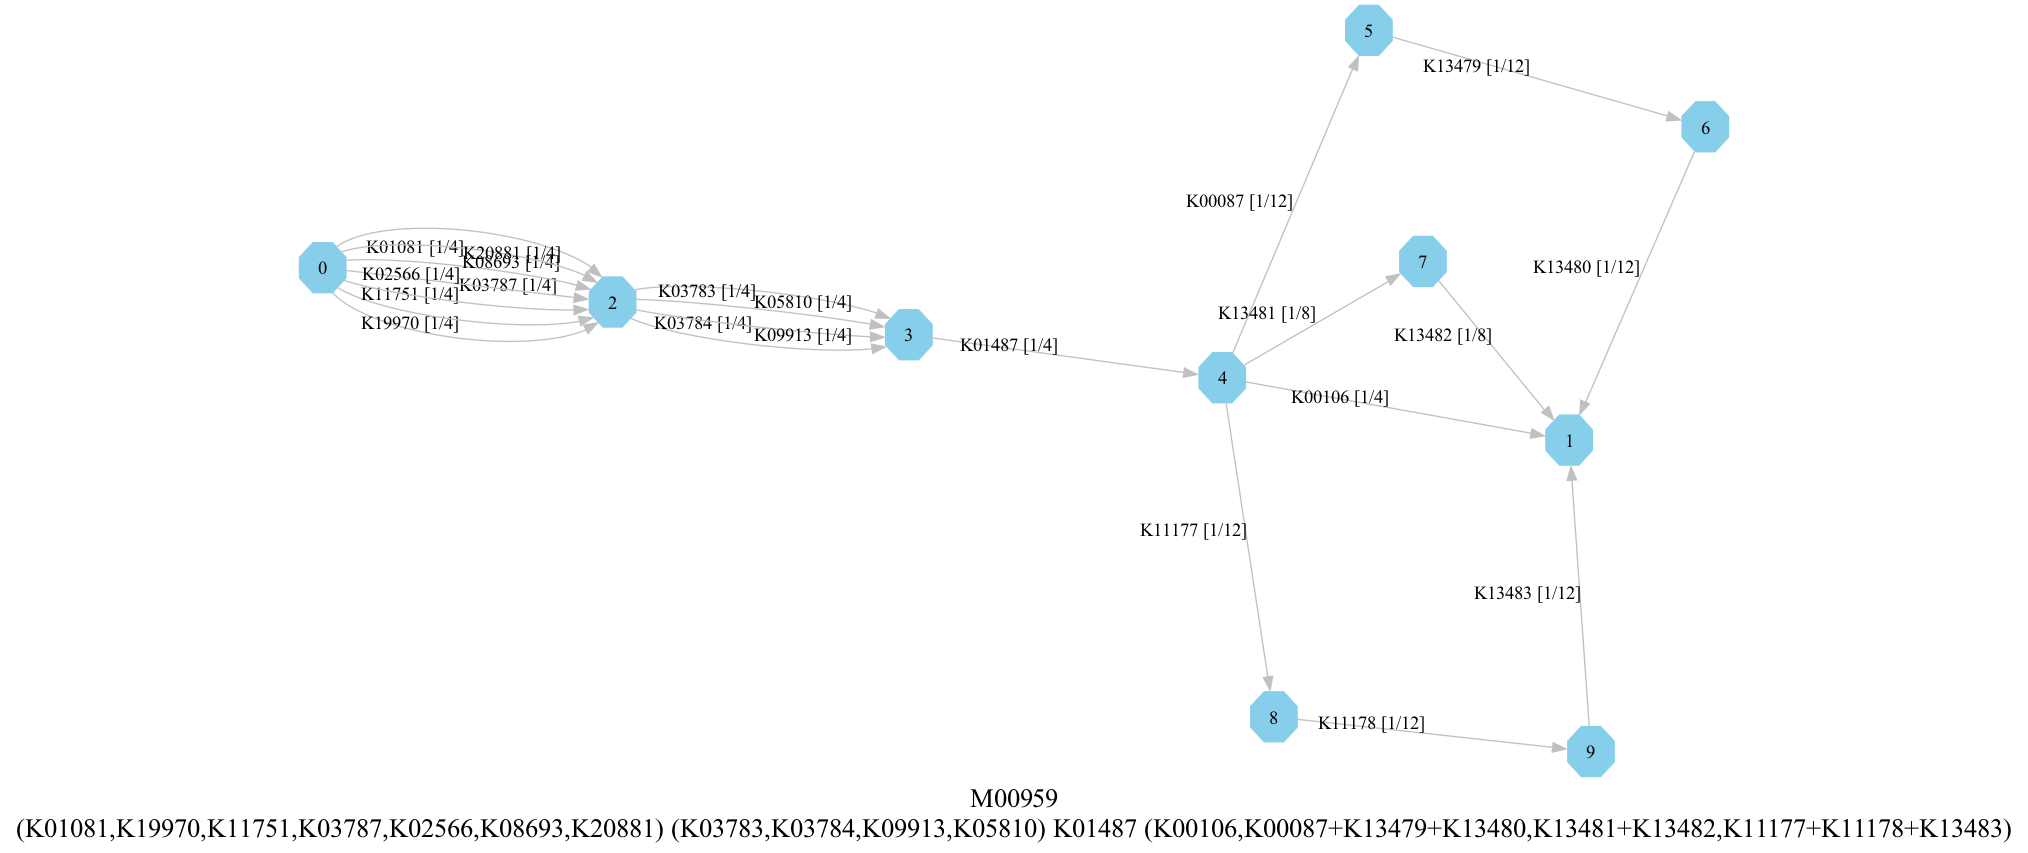 5
K13479 [1/12]
6
K00087 [1/12]
K01081 [1/4]
K20881 [1/4]
K08693 [1/4]
0
K02566 [1/4]
K03787 [1/4]
K11751 [1/4]
K19970 [1/4]
2
K03783 [1/4]
K05810 [1/4]
K03784 [1/4]
K09913 [1/4]
3
K01487 [1/4]
7
K13480 [1/12]
K13481 [1/8]
K13482 [1/8]
4
K00106 [1/4]
1
K11177 [1/12]
K13483 [1/12]
8
K11178 [1/12]
9
M00959
(K01081,K19970,K11751,K03787,K02566,K08693,K20881) (K03783,K03784,K09913,K05810) K01487 (K00106,K00087+K13479+K13480,K13481+K13482,K11177+K11178+K13483)